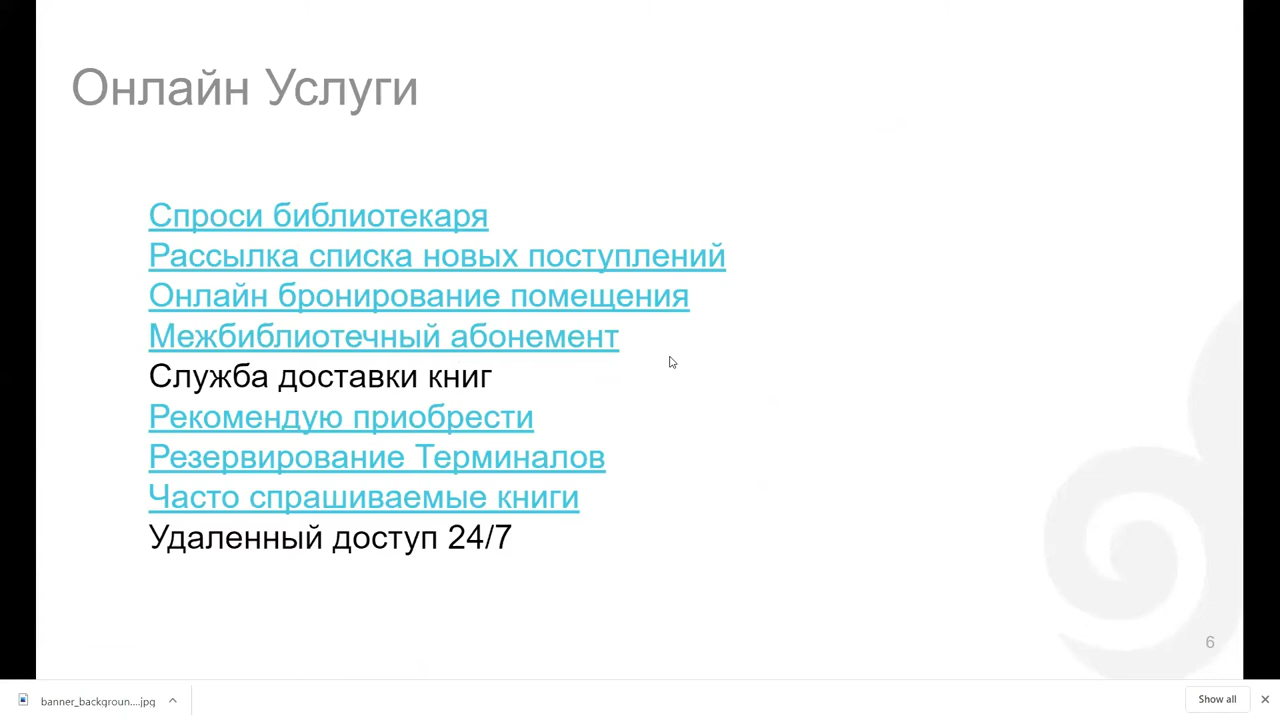 Онлайн Услуги
Спроси библиотекаря
Рассылка списка новых поступлений
Онлайн бронирование помещения
Межбиблиотечный абонемент
Служба доставки книг
Рекомендую приобрести
Резервирование Терминалов
Часто спрашиваемые книги
Удаленный доступ 24/7
6
banner_backgroun....jpg
Show all